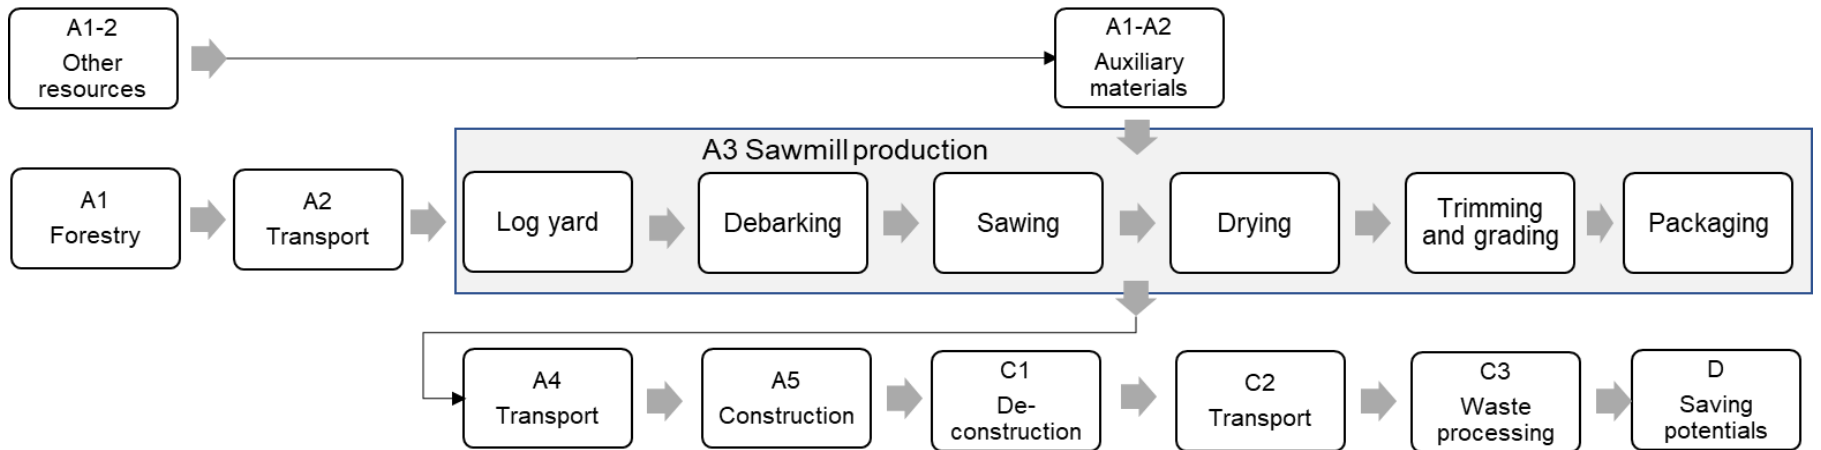 A1-2
Other
resources
A1-A2
Auxiliary
materials
A3 Sawmill production
A1
Forestry
A2
Transport
Log yard
Debarking
Sawing
Drying
Trimming
and grading
Packaging
A4
Transport
A5
Construction
C1
De-
construction
C2
Transport
C3
Waste
processing
D
Saving
potentials